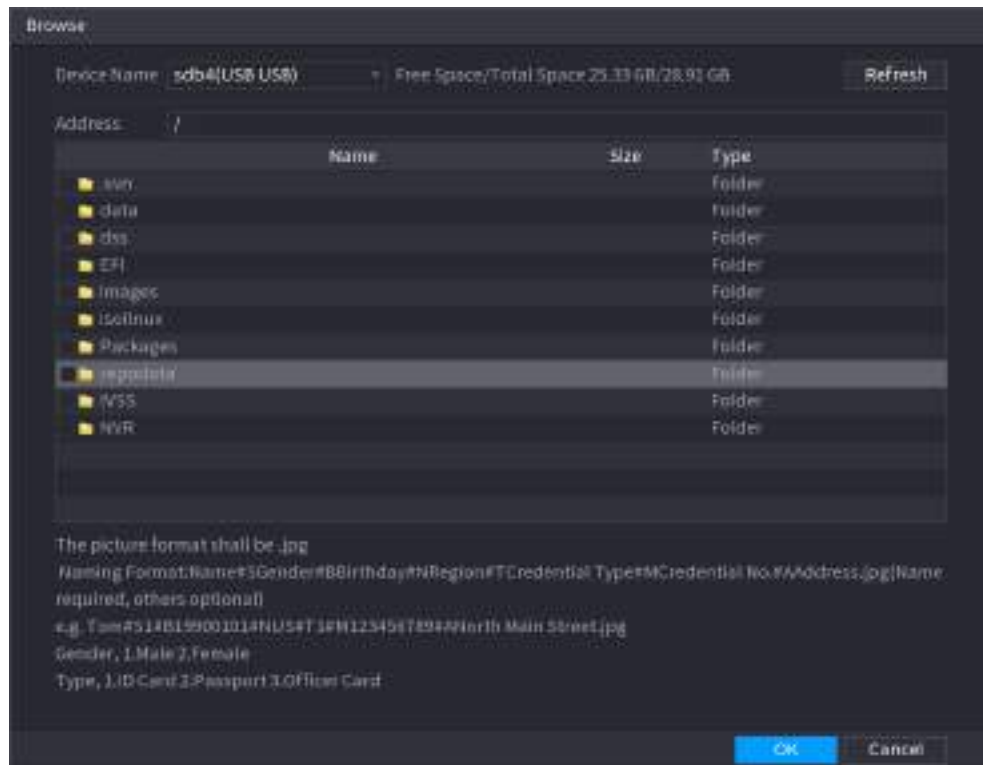 Browse
Device Name sdb4(USB USB) Free Space/Total Space 25.33 GB/28.91 GB Refresh
Address /
Name Size Type
.svn Folder
data Folder
dss Folder
EFI Folder
images Folder
isolinux Folder
Packages Folder
repodata Folder
IVSS Folder
NVR Folder
The picture format shall be .jpg
Naming Format:Name#SGender#BBirthday#NRegion#TCredential Type#MCredential No.#AAddress.jpg(Name
required, others optional)
e.g. Tom#S1#B19900101#NUS#T1#M123456789#ANorth Main Street.jpg
Gender, 1.Male 2.Female
Type, 1.ID Card 2.Passport 3.Officer Card
OK Cancel